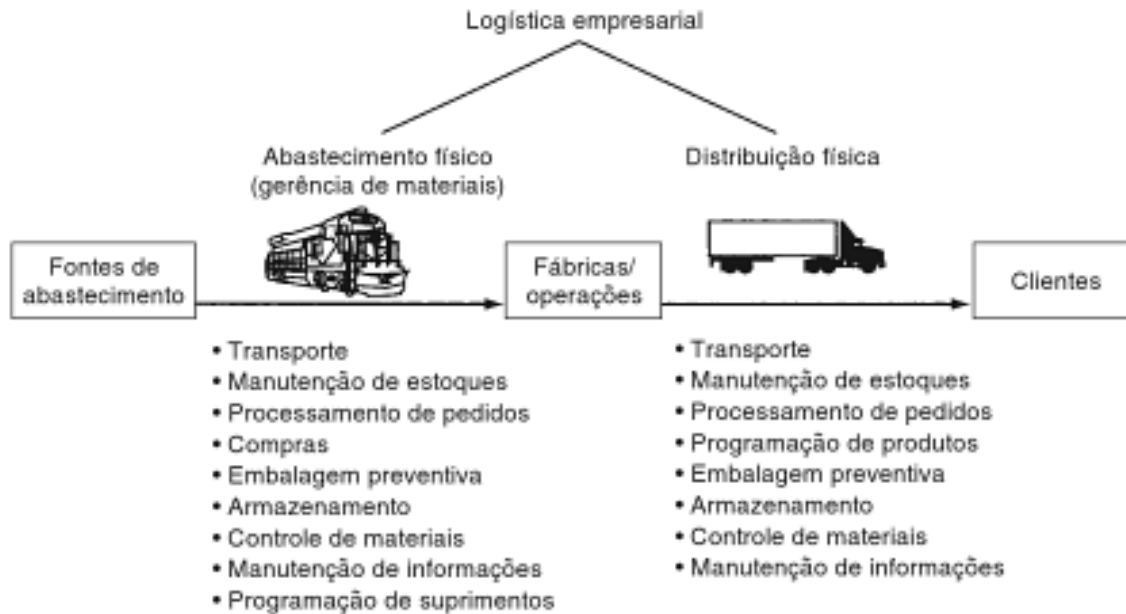 Logística empresarial
Abastecimento físico
(gerência de materiais)
Distribuição física
Fontes de
abastecimento
Fábricas/
operações
Clientes
• Transporte
• Manutenção de estoques
• Processamento de pedidos
• Compras
• Embalagem preventiva
• Armazenamento
• Controle de materiais
• Manutenção de informações
• Programação de suprimentos
• Transporte
• Manutenção de estoques
• Processamento de pedidos
• Programação de produtos
• Embalagem preventiva
• Armazenamento
• Controle de materiais
• Manutenção de informações